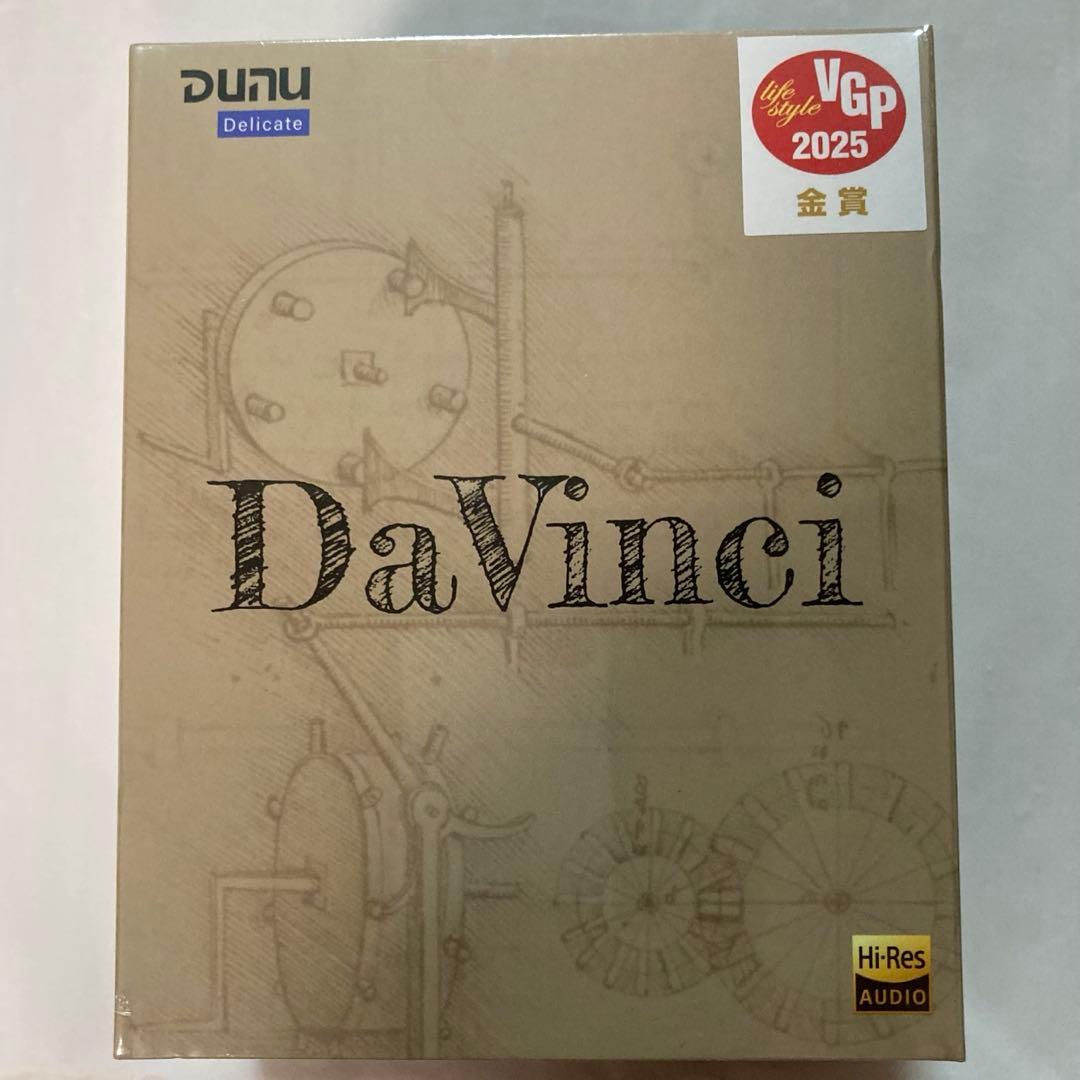 DUNU
Delicate
life
style
VGP
2025
金賞
DaVinci
Hi-Res
AUDIO